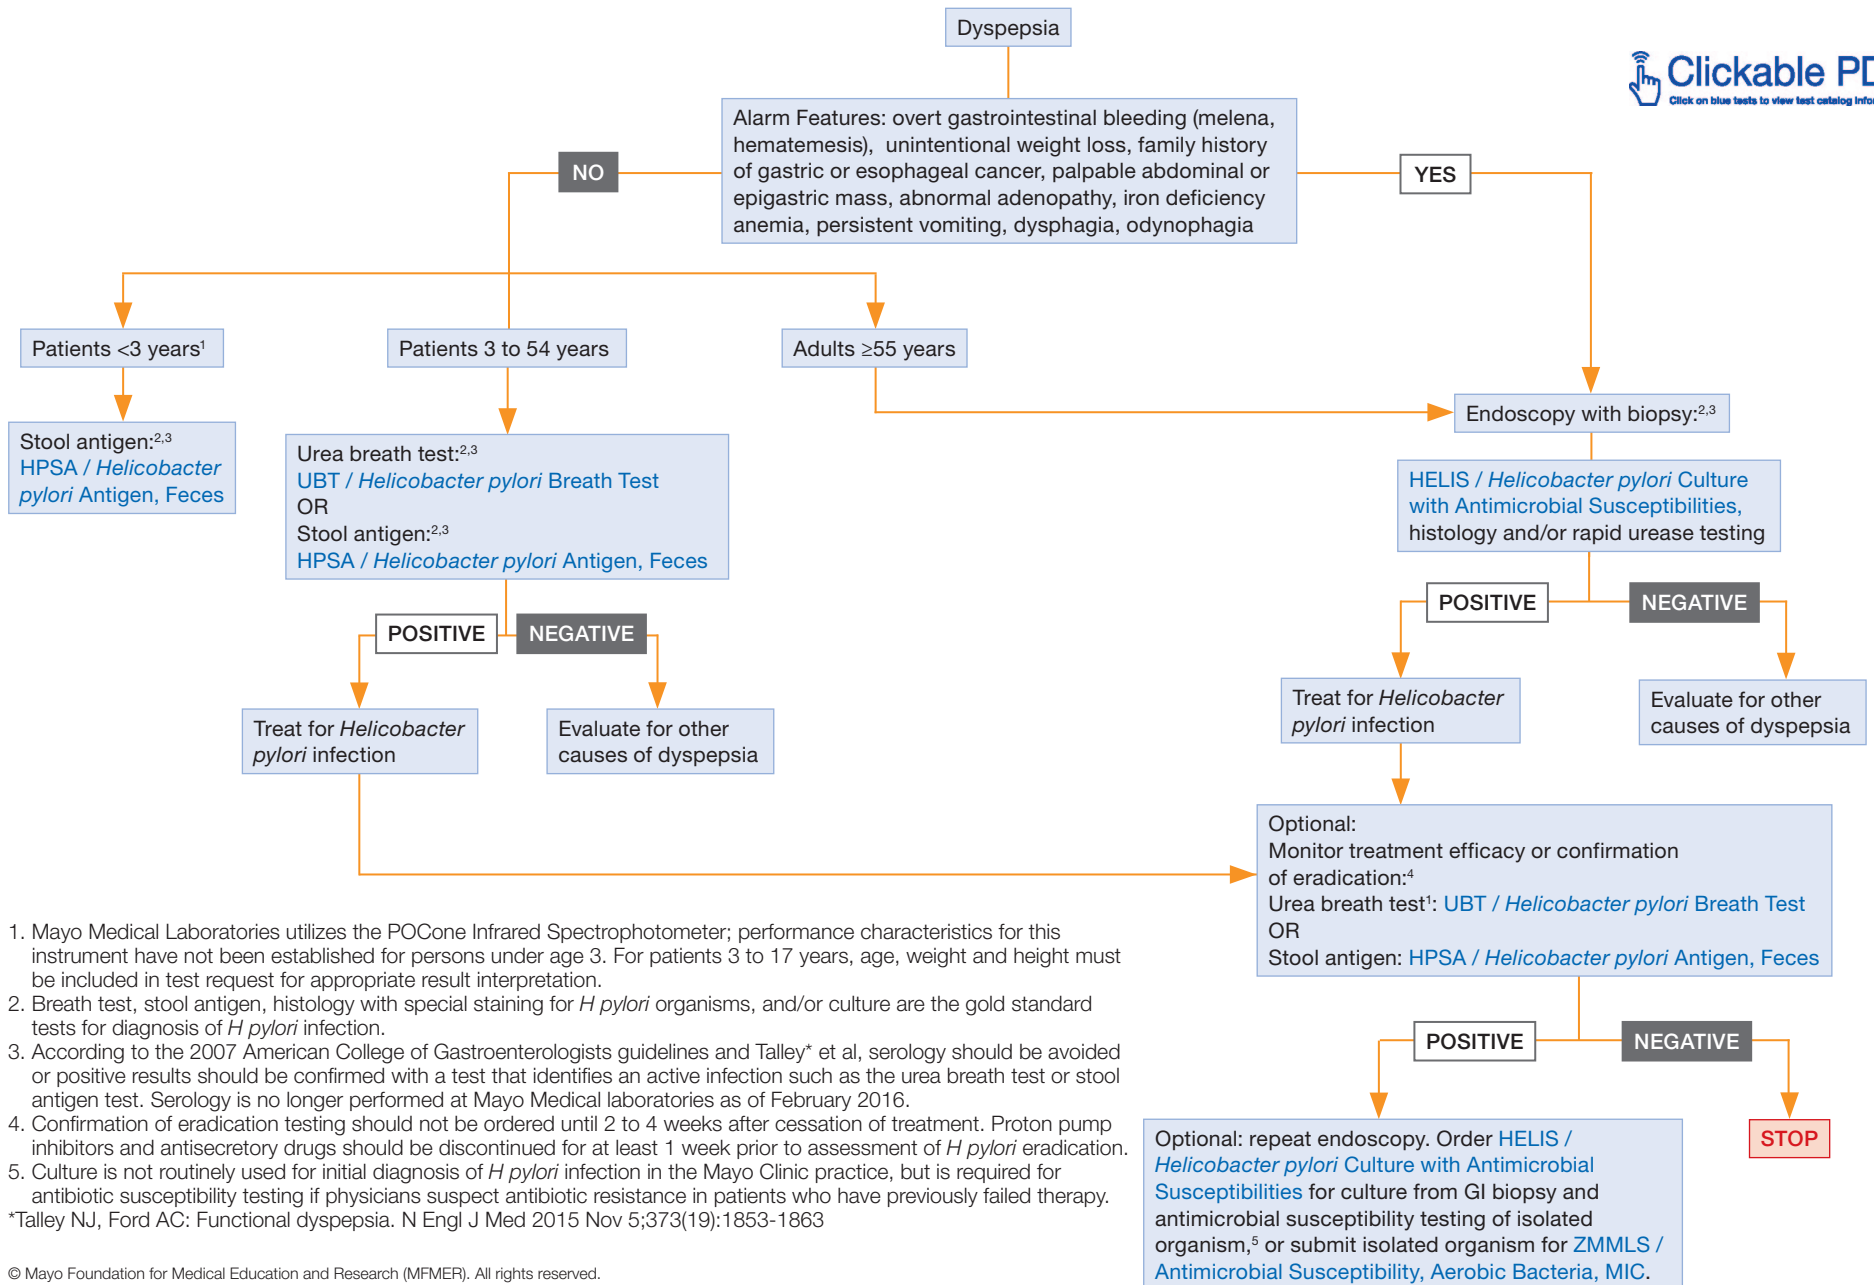 Dyspepsia
Clickable PD
Click on blue tests to view test catalog infor
Alarm Features: overt gastrointestinal bleeding (melena,
hematemesis), unintentional weight loss, family history
of gastric or esophageal cancer, palpable abdominal or
epigastric mass, abnormal adenopathy, iron deficiency
anemia, persistent vomiting, dysphagia, odynophagia
NO
YES
Patients <3 years¹
Patients 3 to 54 years
Adults ≥55 years
Stool antigen:²,³
HPSA / Helicobacter
pylori Antigen, Feces
Urea breath test:²,³
UBT / Helicobacter pylori Breath Test
OR
Stool antigen:²,³
HPSA / Helicobacter pylori Antigen, Feces
Endoscopy with biopsy:²,³
HELIS / Helicobacter pylori Culture
with Antimicrobial Susceptibilities,
histology and/or rapid urease testing
POSITIVE
NEGATIVE
POSITIVE
NEGATIVE
Treat for Helicobacter
pylori infection
Evaluate for other
causes of dyspepsia
Treat for Helicobacter
pylori infection
Evaluate for other
causes of dyspepsia
Optional:
Monitor treatment efficacy or confirmation
of eradication:⁴
Urea breath test¹: UBT / Helicobacter pylori Breath Test
OR
Stool antigen: HPSA / Helicobacter pylori Antigen, Feces
POSITIVE
NEGATIVE
Optional: repeat endoscopy. Order HELIS /
Helicobacter pylori Culture with Antimicrobial
Susceptibilities for culture from GI biopsy and
antimicrobial susceptibility testing of isolated
organism,⁵ or submit isolated organism for ZMMLS /
Antimicrobial Susceptibility, Aerobic Bacteria, MIC.
STOP
1. Mayo Medical Laboratories utilizes the POCone Infrared Spectrophotometer; performance characteristics for this
instrument have not been established for persons under age 3. For patients 3 to 17 years, age, weight and height must
be included in test request for appropriate result interpretation.
2. Breath test, stool antigen, histology with special staining for H pylori organisms, and/or culture are the gold standard
tests for diagnosis of H pylori infection.
3. According to the 2007 American College of Gastroenterologists guidelines and Talley* et al, serology should be avoided
or positive results should be confirmed with a test that identifies an active infection such as the urea breath test or stool
antigen test. Serology is no longer performed at Mayo Medical laboratories as of February 2016.
4. Confirmation of eradication testing should not be ordered until 2 to 4 weeks after cessation of treatment. Proton pump
inhibitors and antisecretory drugs should be discontinued for at least 1 week prior to assessment of H pylori eradication.
5. Culture is not routinely used for initial diagnosis of H pylori infection in the Mayo Clinic practice, but is required for
antibiotic susceptibility testing if physicians suspect antibiotic resistance in patients who have previously failed therapy.
*Talley NJ, Ford AC: Functional dyspepsia. N Engl J Med 2015 Nov 5;373(19):1853-1863
© Mayo Foundation for Medical Education and Research (MFMER). All rights reserved.